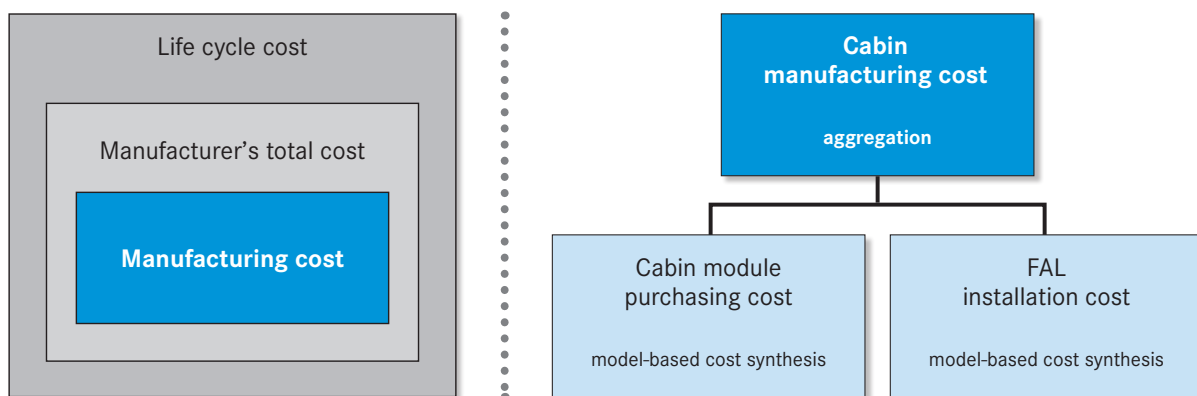 Life cycle cost
Manufacturer's total cost
Manufacturing cost
Cabin
manufacturing cost
aggregation
Cabin module
purchasing cost
model-based cost synthesis
FAL
installation cost
model-based cost synthesis